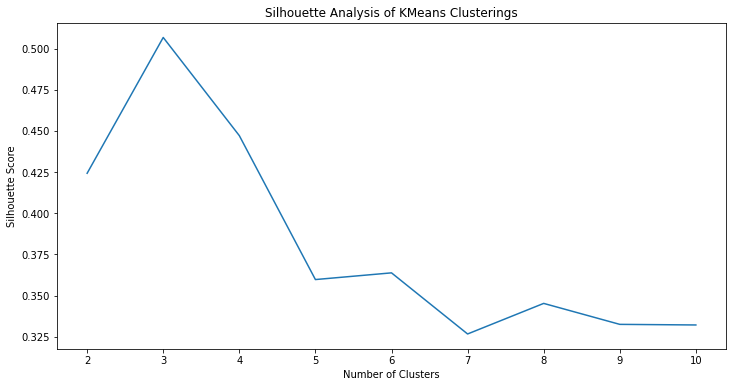 Silhouette Analysis of KMeans Clusterings
0.500
0.475
0.450
0.425
0.400
0.375
0.350
0.325
Silhouette Score
2 3 4 5 6 7 8 9 10
Number of Clusters